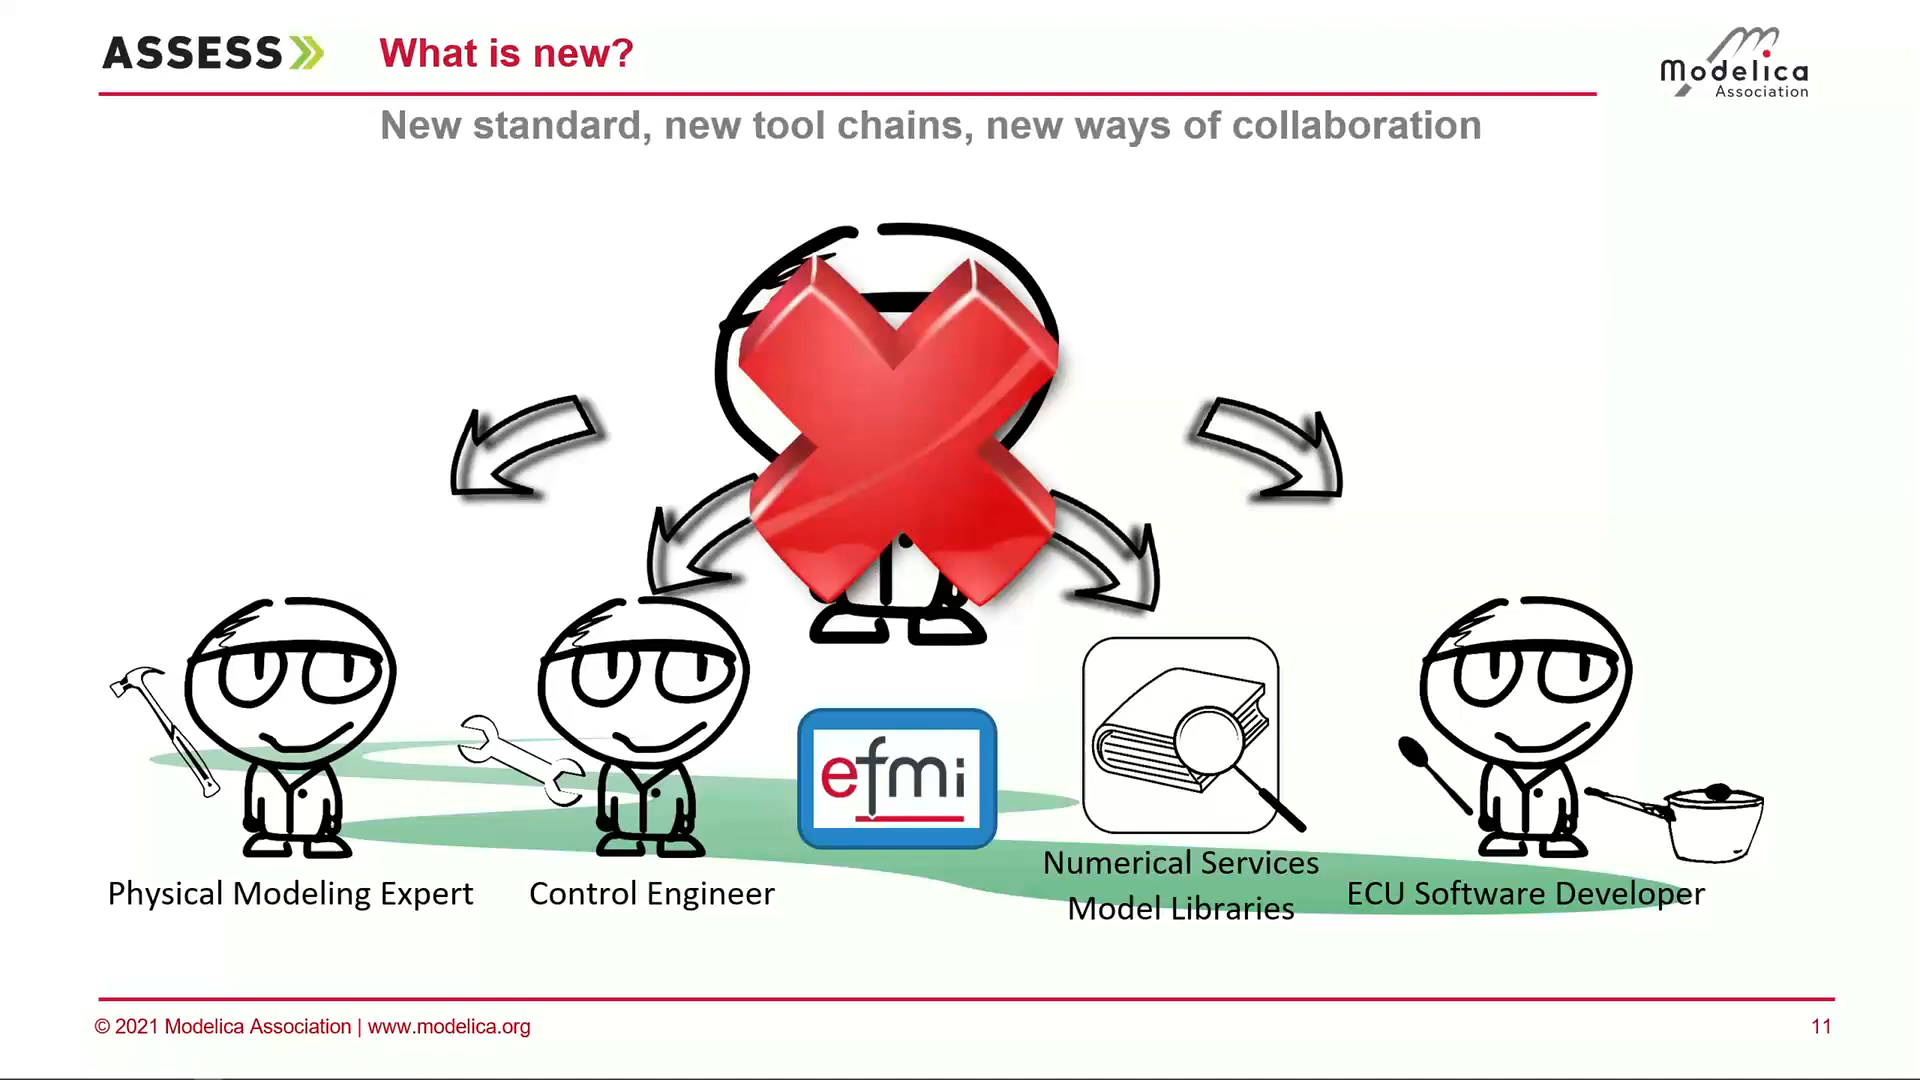 ASSESS
What is new?
Modelica
Association
New standard, new tool chains, new ways of collaboration
efmi
Physical Modeling Expert
Control Engineer
Numerical Services
Model Libraries
ECU Software Developer
© 2021 Modelica Association | www.modelica.org
11